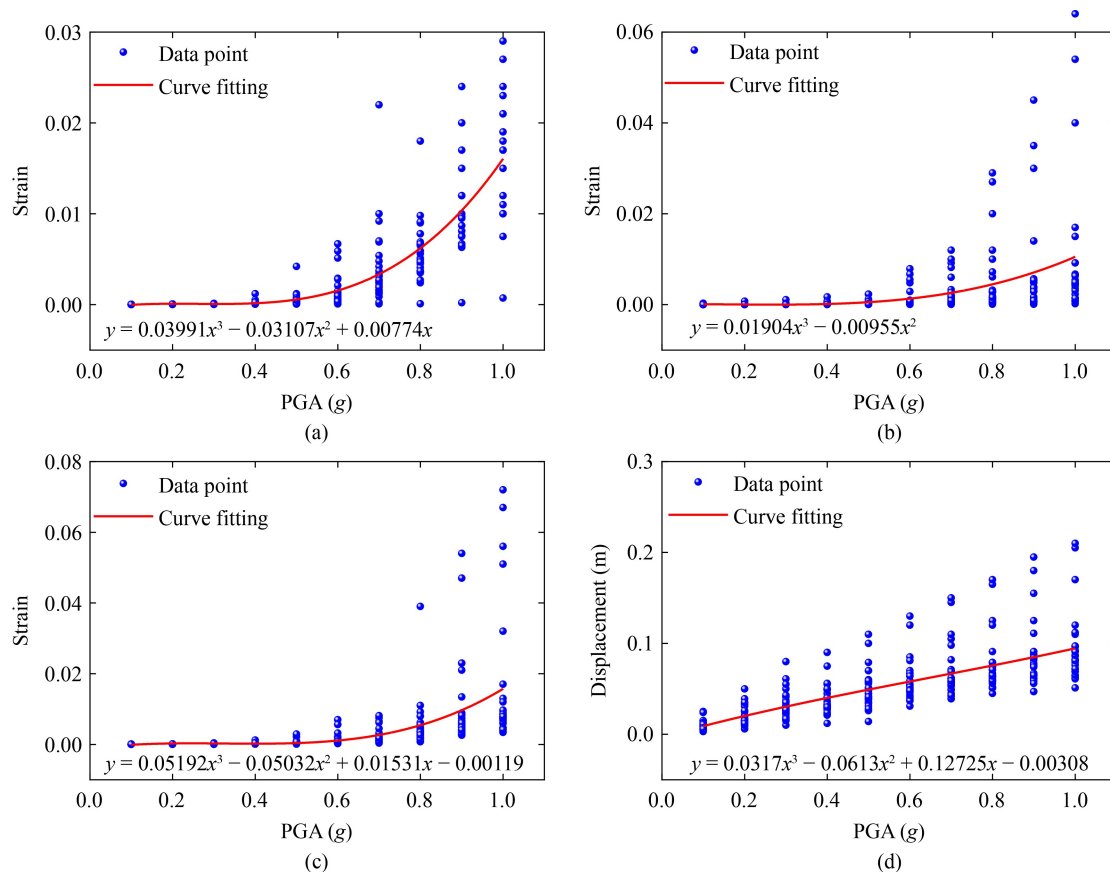 0.03
Data point
Curve fitting
0.02
Strain
0.01
0.00
y = 0.03991x³ − 0.03107x² + 0.00774x
0.0 0.2 0.4 0.6 0.8 1.0
PGA (g)
(a)
0.06
Data point
Curve fitting
0.04
Strain
0.02
0.00
y = 0.01904x³ − 0.00955x²
0.0 0.2 0.4 0.6 0.8 1.0
PGA (g)
(b)
0.08
Data point
Curve fitting
0.06
0.04
Strain
0.02
0.00
y = 0.05192x³ − 0.05032x² + 0.01531x − 0.00119
0.0 0.2 0.4 0.6 0.8 1.0
PGA (g)
(c)
0.3
Data point
Curve fitting
0.2
Displacement (m)
0.1
0.0
y = 0.0317x³ − 0.0613x² + 0.12725x − 0.00308
0.0 0.2 0.4 0.6 0.8 1.0
PGA (g)
(d)